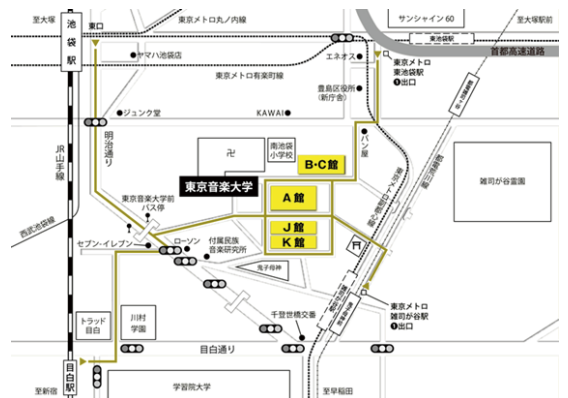 至大塚
池袋駅
東口
東京メトロ丸ノ内線
サンシャイン60
至大塚駅前
東池袋駅
首都高速道路
ヤマハ池袋店
エネオス
東京メトロ有楽町線
東京メトロ
東池袋駅
❶出口
豊島区役所
(新庁舎)
ジュンク堂
KAWAI
明治通り
パン屋
卍
南池袋
小学校
B・C館
JR山手線
東京音楽大学
A館
雑司が谷霊園
東京音楽大学前
バス停
西武池袋線
J館
K館
セブン-イレブン
ローソン
付属民族
音楽研究所
鬼子母神
東京メトロ
雑司が谷駅
❶出口
トラッド
目白
川村
学園
千登世橋交番
目白通り
目白駅
至新宿
学習院大学
至早稲田